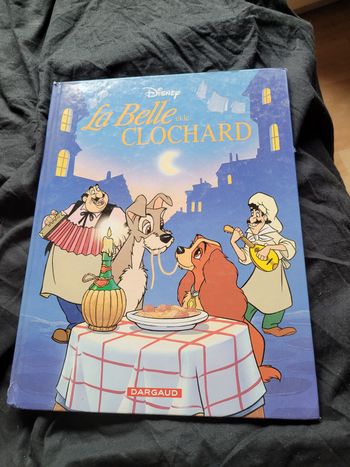 Disney
La Belle et le
CLOCHARD
DARGAUD